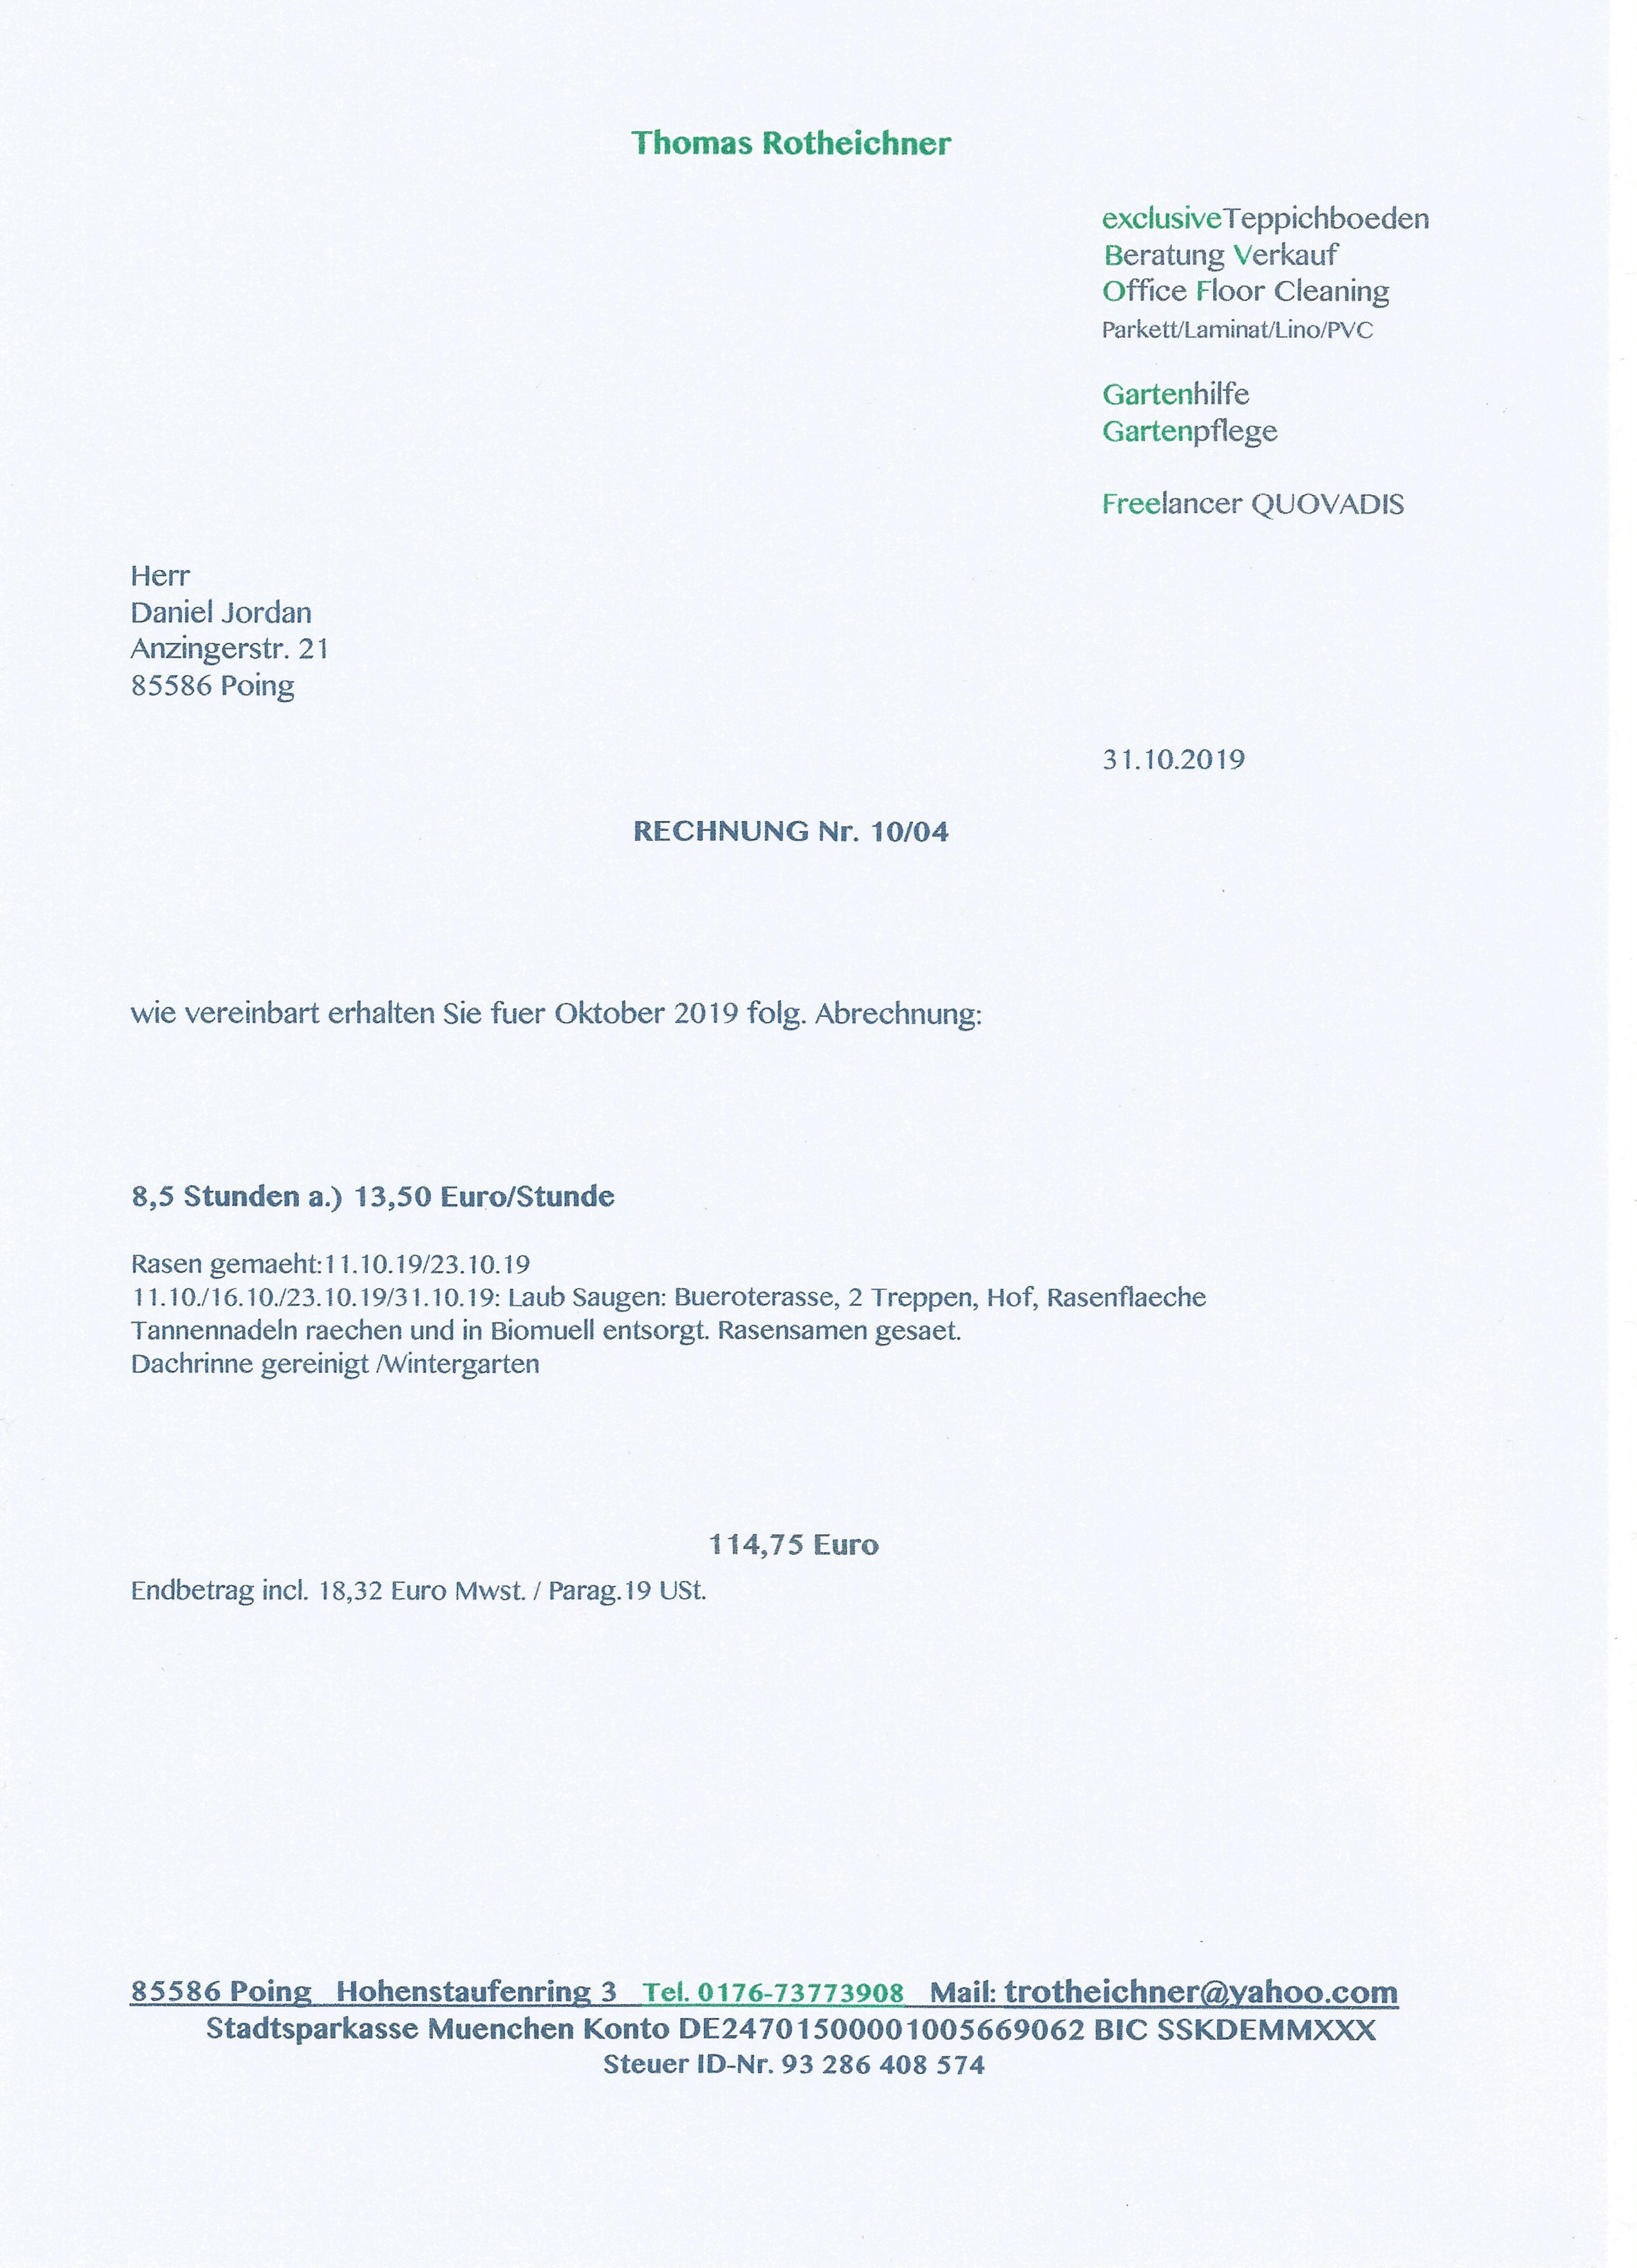 Thomas Rotheichner
exclusiveTeppichboeden
Beratung Verkauf
Office Floor Cleaning
Parkett/Laminat/Lino/PVC
Gartenhilfe
Gartenpflege
Freelancer QUOVADIS
Herr
Daniel Jordan
Anzingerstr. 21
85586 Poing
31.10.2019
RECHNUNG Nr. 10/04
wie vereinbart erhalten Sie fuer Oktober 2019 folg. Abrechnung:
8,5 Stunden a.) 13,50 Euro/Stunde
Rasen gemaeht:11.10.19/23.10.19
11.10./16.10./23.10.19/31.10.19: Laub Saugen: Bueroterasse, 2 Treppen, Hof, Rasenflaeche
Tannennadeln raechen und in Biomuell entsorgt. Rasensamen gesaet.
Dachrinne gereinigt /Wintergarten
114,75 Euro
Endbetrag incl. 18,32 Euro Mwst. / Parag.19 USt.
85586 Poing Hohenstaufenring 3 Tel. 0176-73773908 Mail: trotheichner@yahoo.com
Stadtsparkasse Muenchen Konto DE24701500001005669062 BIC SSKDEMMXXX
Steuer ID-Nr. 93 286 408 574